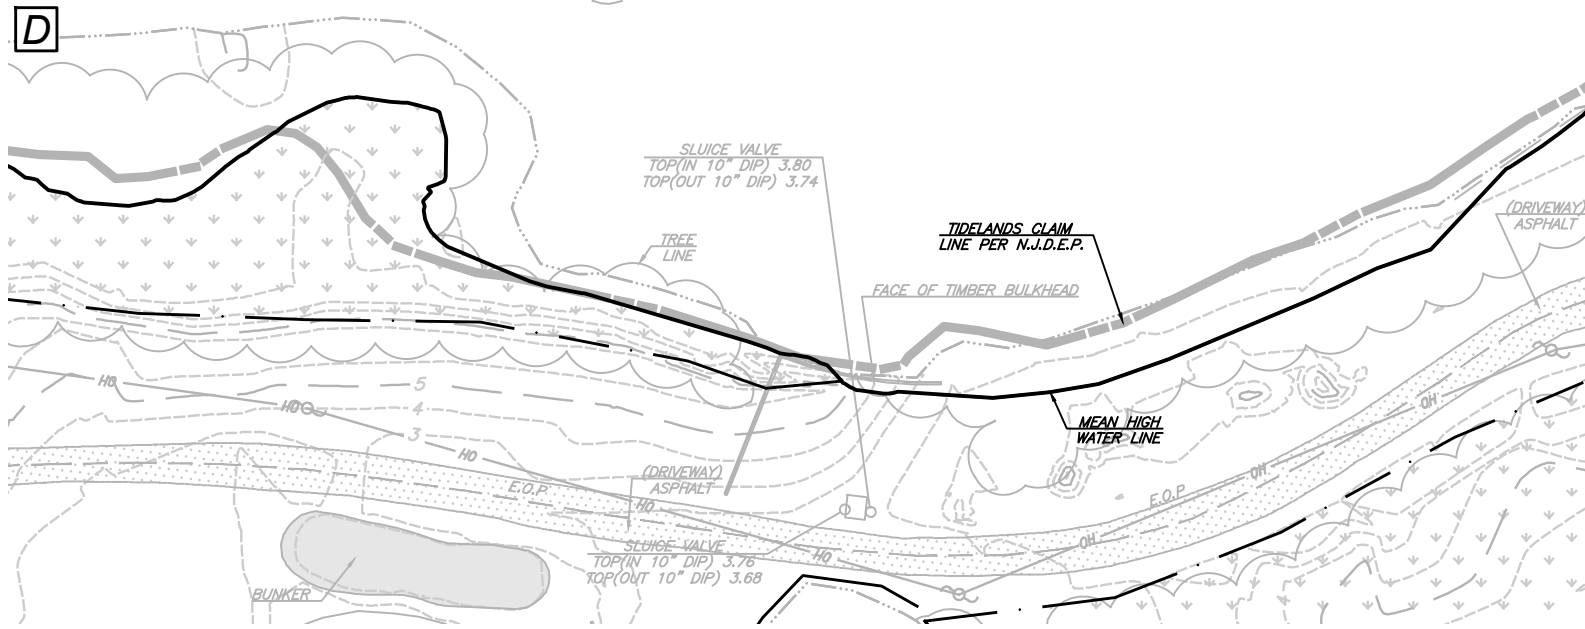 D
SLUICE VALVE
TOP(IN 10" DIP) 3.80
TOP(OUT 10" DIP) 3.74
TREE
LINE
TIDELANDS CLAIM
LINE PER N.J.D.E.P.
(DRIVEWAY)
ASPHALT
FACE OF TIMBER BULKHEAD
HO
5
HO
4
3
HO
MEAN HIGH
WATER LINE
OH
OH
(DRIVEWAY)
ASPHALT
E.O.P.
E.O.P
HO
OH
HO
SLUICE VALVE
TOP(IN 10" DIP) 3.76
TOP(OUT 10" DIP) 3.68
BUNKER